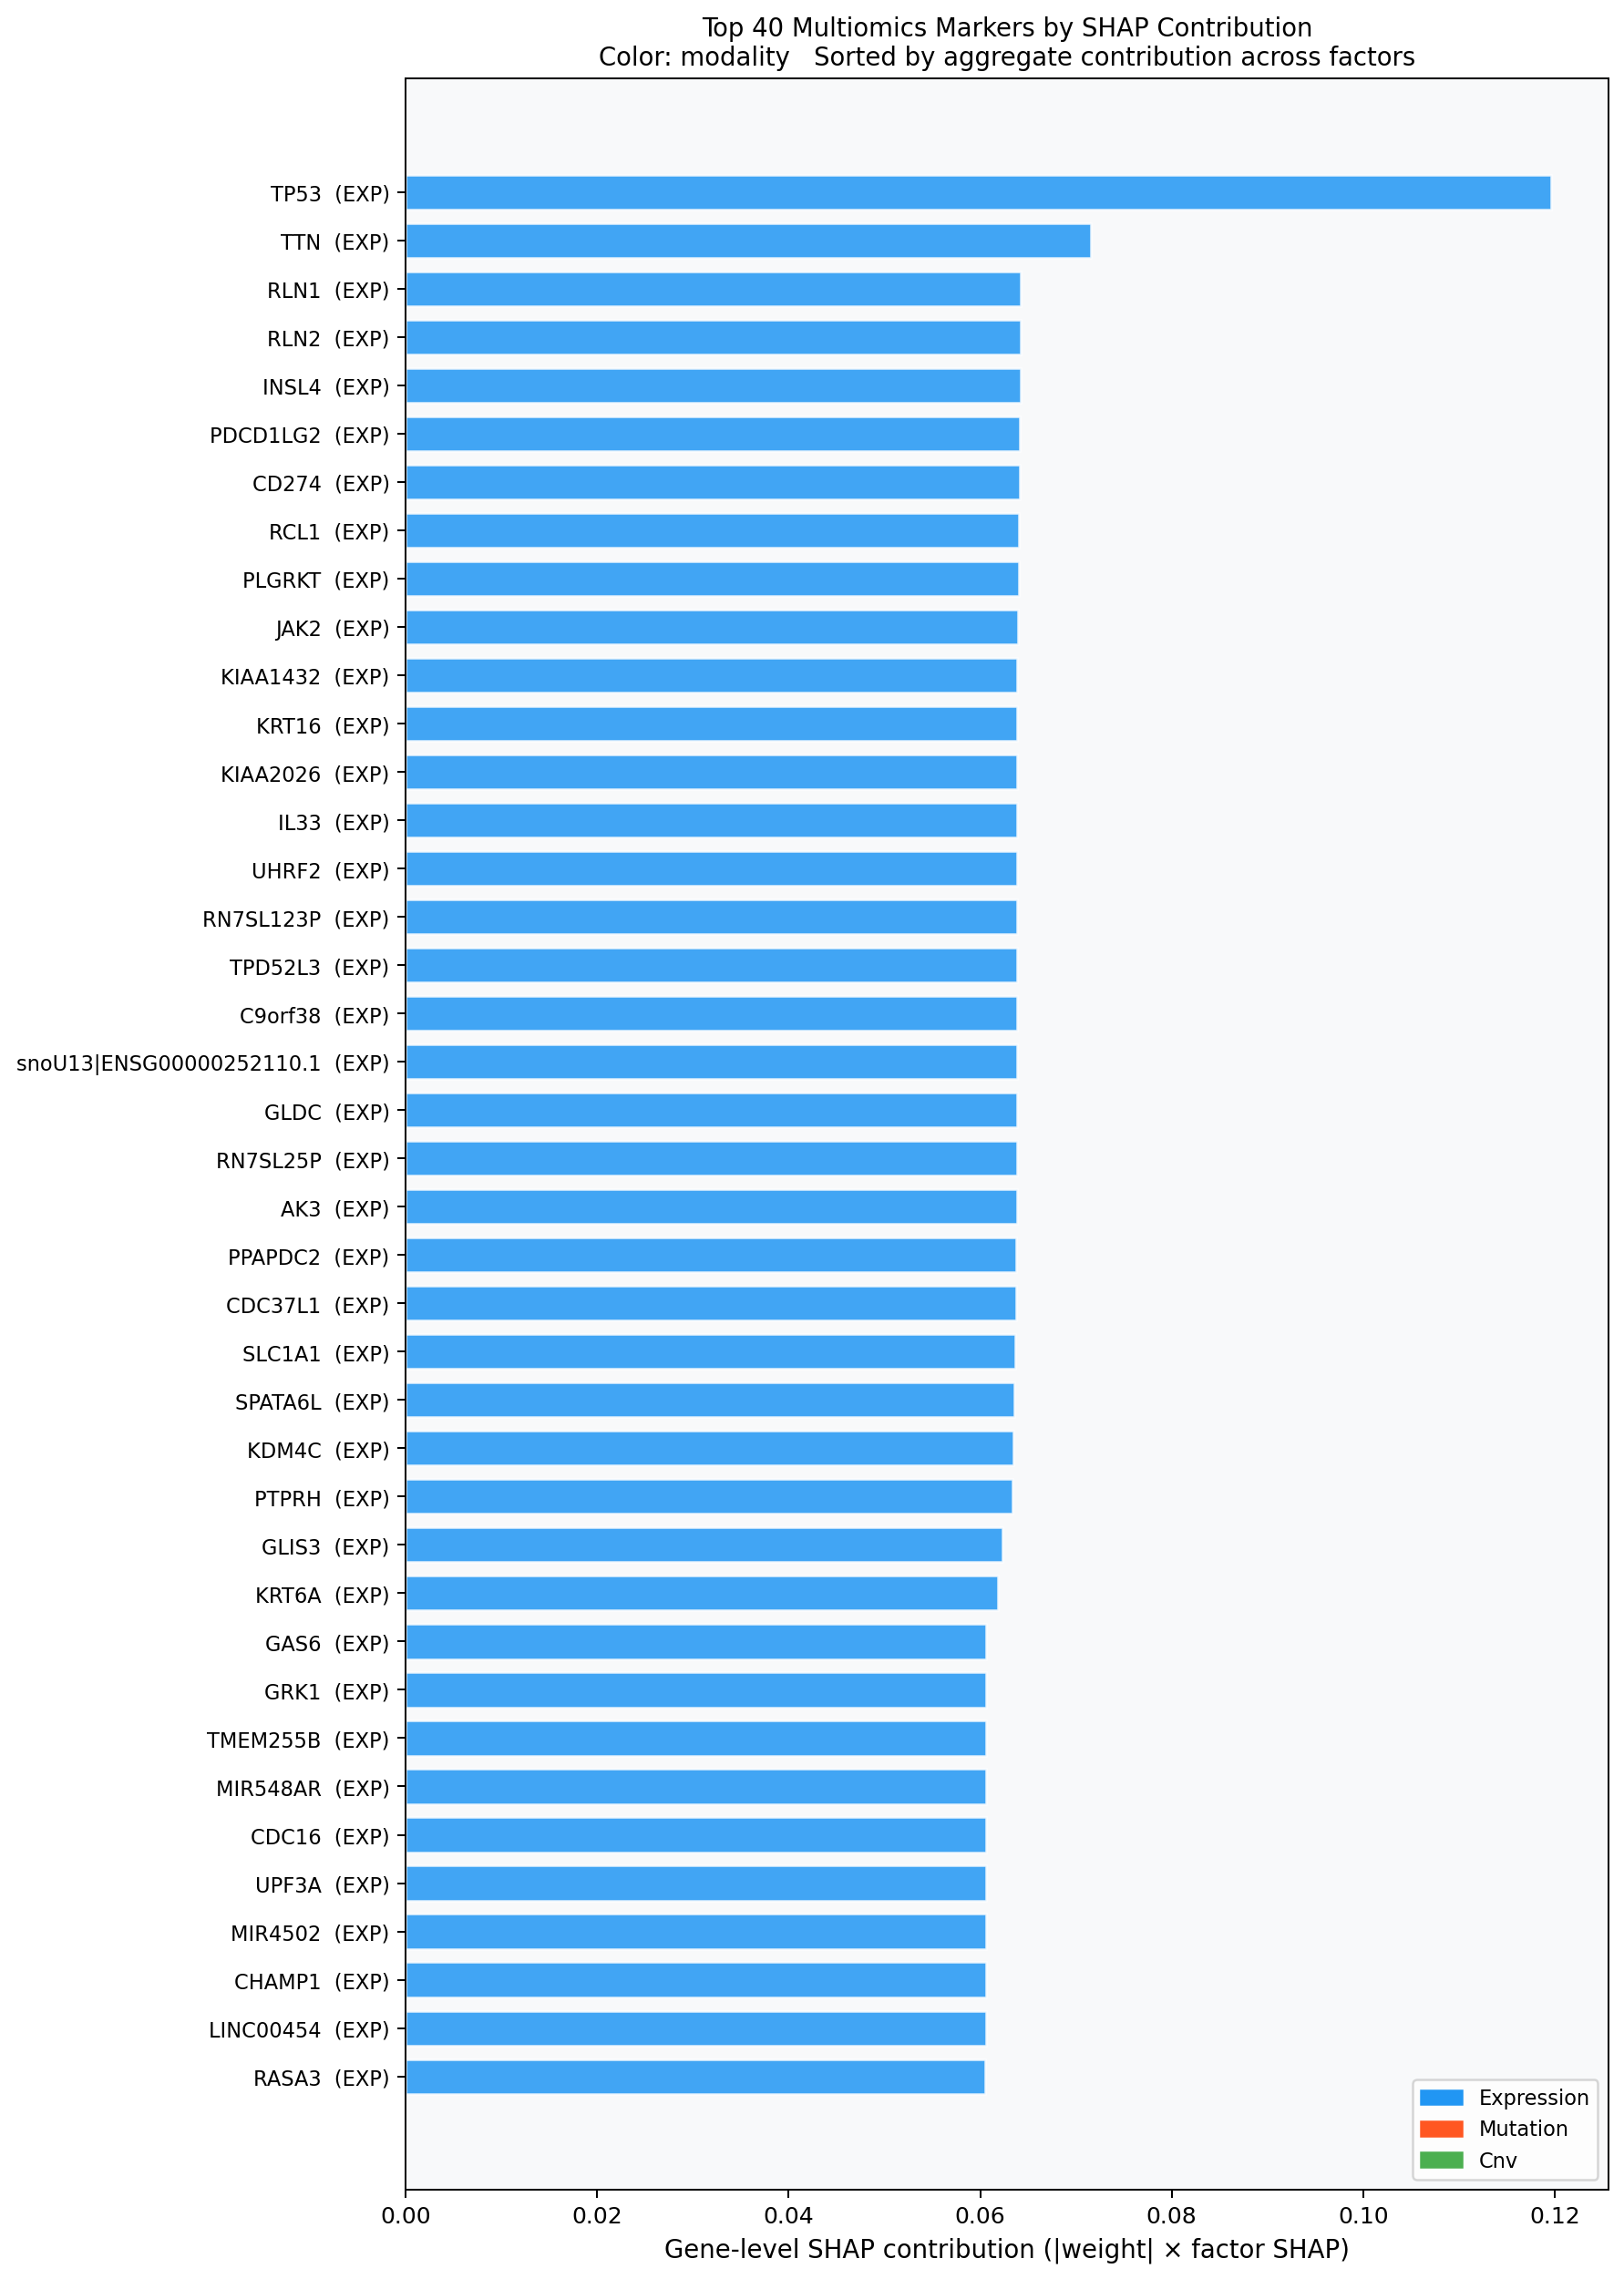 Top 40 Multiomics Markers by SHAP Contribution
Color: modality   Sorted by aggregate contribution across factors
TP53  (EXP)
TTN  (EXP)
RLN1  (EXP)
RLN2  (EXP)
INSL4  (EXP)
PDCD1LG2  (EXP)
CD274  (EXP)
RCL1  (EXP)
PLGRKT  (EXP)
JAK2  (EXP)
KIAA1432  (EXP)
KRT16  (EXP)
KIAA2026  (EXP)
IL33  (EXP)
UHRF2  (EXP)
RN7SL123P  (EXP)
TPD52L3  (EXP)
C9orf38  (EXP)
snoU13|ENSG00000252110.1  (EXP)
GLDC  (EXP)
RN7SL25P  (EXP)
AK3  (EXP)
PPAPDC2  (EXP)
CDC37L1  (EXP)
SLC1A1  (EXP)
SPATA6L  (EXP)
KDM4C  (EXP)
PTPRH  (EXP)
GLIS3  (EXP)
KRT6A  (EXP)
GAS6  (EXP)
GRK1  (EXP)
TMEM255B  (EXP)
MIR548AR  (EXP)
CDC16  (EXP)
UPF3A  (EXP)
MIR4502  (EXP)
CHAMP1  (EXP)
LINC00454  (EXP)
RASA3  (EXP)
Expression
Mutation
Cnv
0.00 0.02 0.04 0.06 0.08 0.10 0.12
Gene-level SHAP contribution (|weight| × factor SHAP)